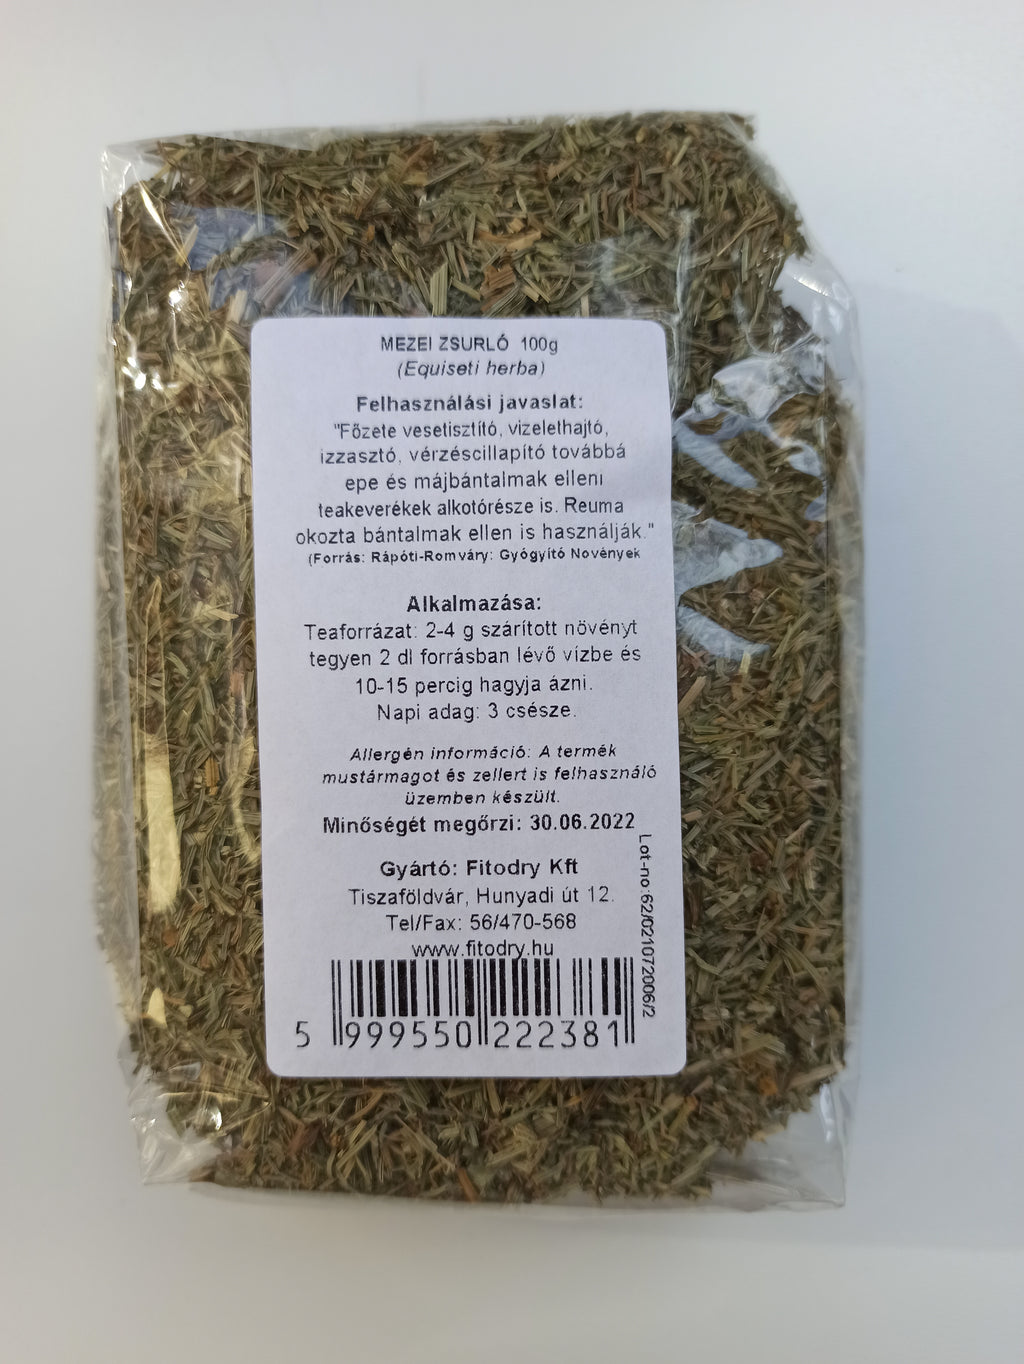 MEZEI ZSURLÓ 100g
(Equiseti herba)
Felhasználási javaslat:
"Főzete vesetisztító, vizelethajtó,
izzasztó, vérzéscillapító továbbá
epe és májbántalmak elleni
teakeverékek alkotórésze is. Reuma
okozta bántalmak ellen is használják."
(Forrás: Rápóti-Romváry: Gyógyító Növények
Alkalmazása:
Teaforrázat: 2-4 g szárított növényt
tegyen 2 dl forrásban lévő vízbe és
10-15 percig hagyja ázni.
Napi adag: 3 csésze.
Allergén információ: A termék
mustármagot és zellert is felhasználó
üzemben készült.
Minőségét megőrzi: 30.06.2022
Gyártó: Fitodry Kft
Tiszaföldvár, Hunyadi út 12.
Tel/Fax: 56/470-568
www.fitodry.hu
Lot-no:62/021072006/2
5 999550 222381